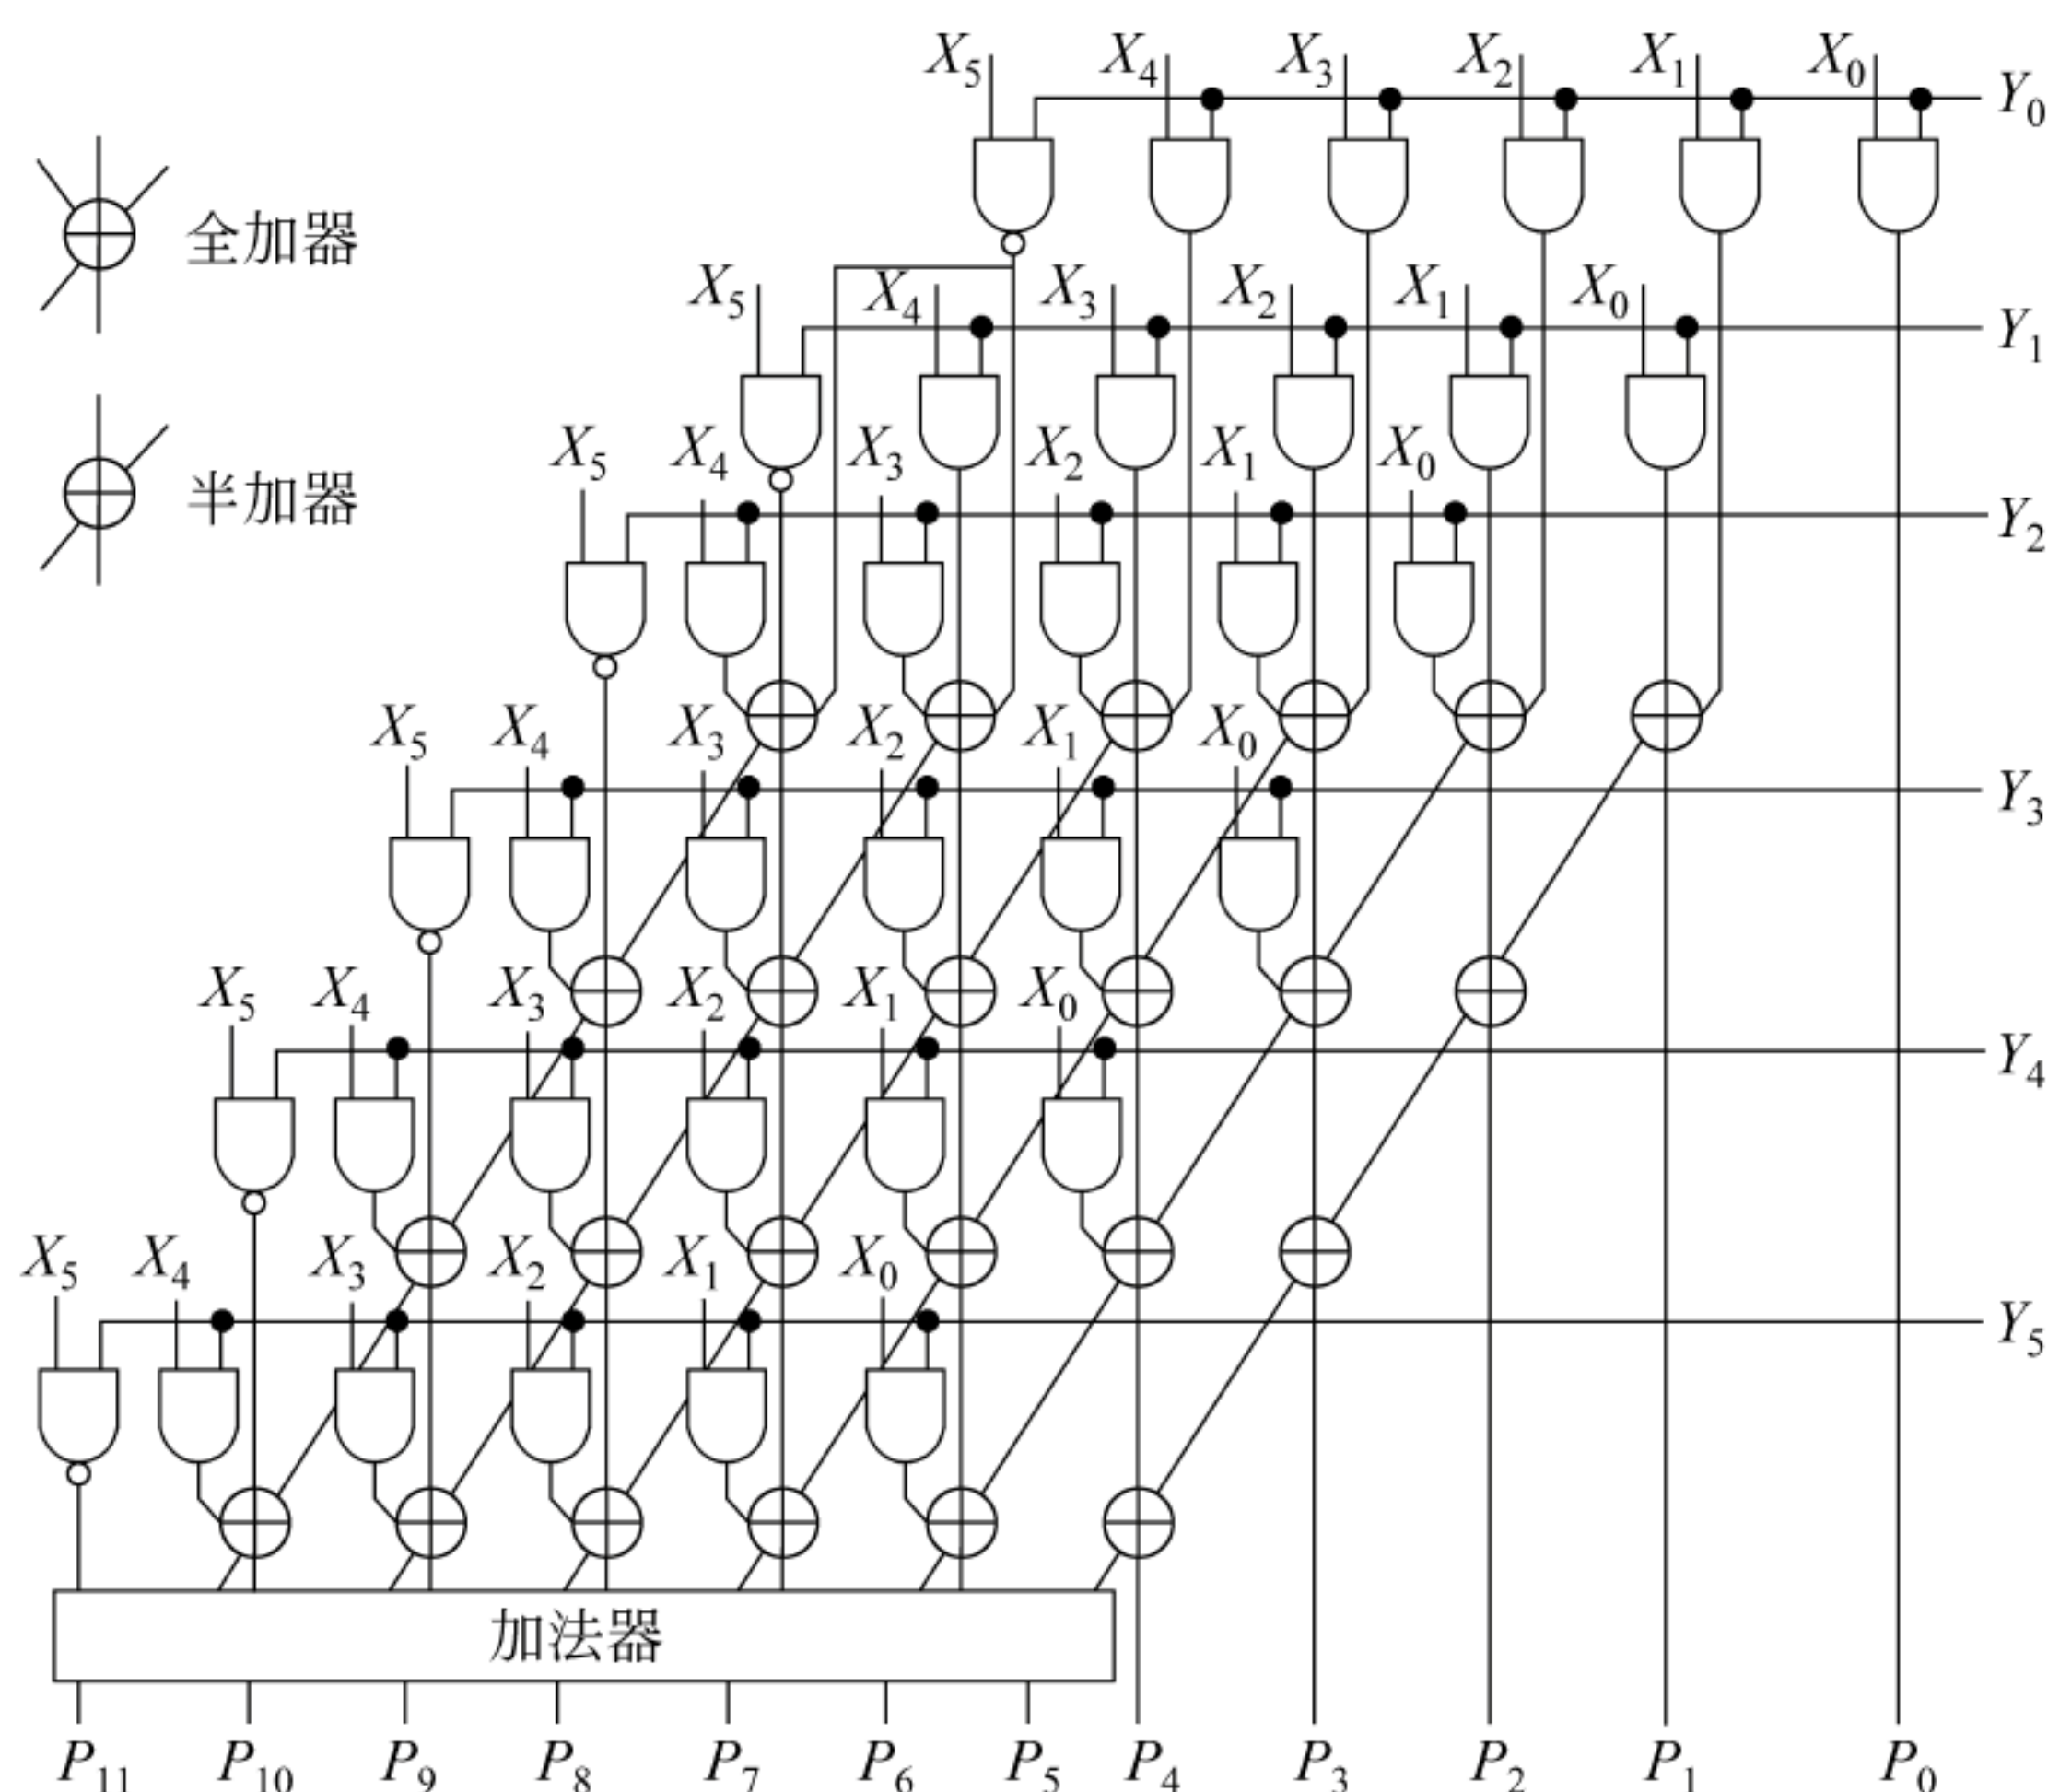 X5 X4 X3 X2 X1 X0 Y0
全加器
X5 X4 X3 X2 X1 X0 Y1
半加器
X5 X4 X3 X2 X1 X0 Y2
X5 X4 X3 X2 X1 X0 Y3
X5 X4 X3 X2 X1 X0 Y4
X5 X4 X3 X2 X1 X0 Y5
加法器
P11 P10 P9 P8 P7 P6 P5 P4 P3 P2 P1 P0